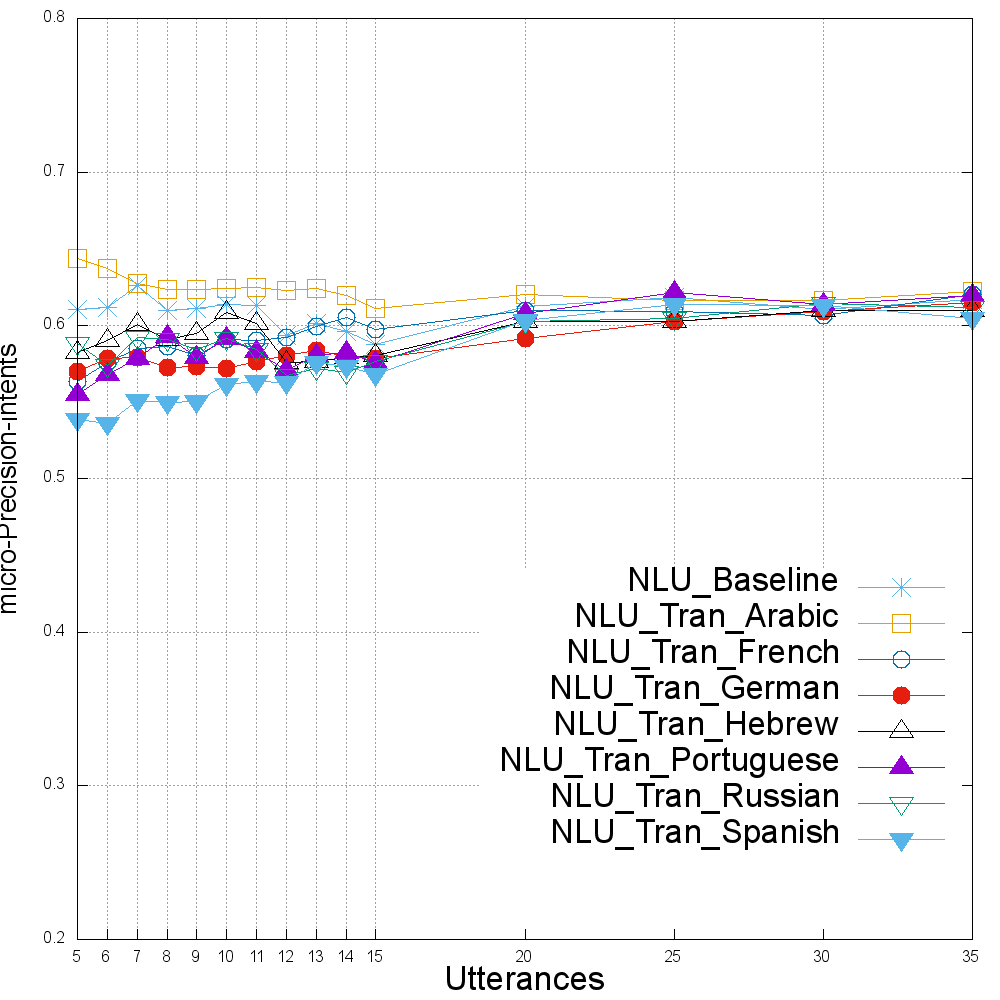 0.8
0.7
0.6
0.5
0.4
0.3
0.2
micro-Precision-intents
NLU_Baseline
NLU_Tran_Arabic
NLU_Tran_French
NLU_Tran_German
NLU_Tran_Hebrew
NLU_Tran_Portuguese
NLU_Tran_Russian
NLU_Tran_Spanish
5 6 7 8 9 10 11 12 13 14 15 20 25 30 35
Utterances